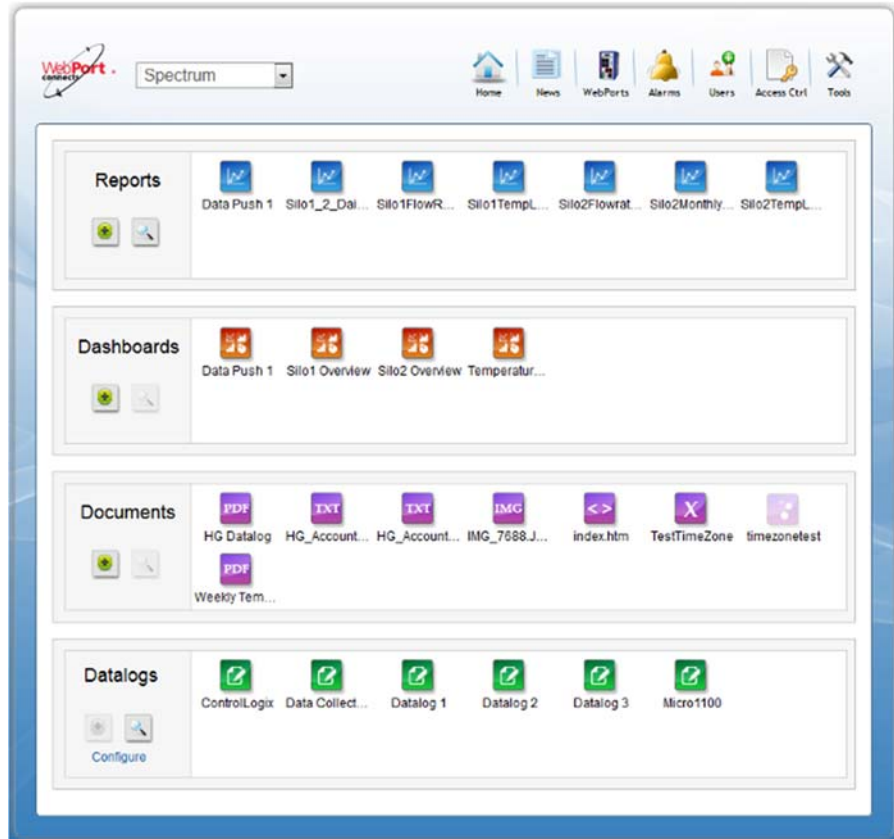 WebPort .
connects
Spectrum
Home News WebPorts Alarms Users Access Ctrl Tools
Reports
Data Push 1 Silo1_2_Dai... Silo1FlowR... Silo1TempL... Silo2Flowrat... Silo2Monthly... Silo2TempL...
Dashboards
Data Push 1 Silo1 Overview Silo2 Overview Temperatur...
Documents
PDF TXT TXT IMG <> X
HG Datalog HG_Account... HG_Account... IMG_7688.J... index.htm TestTimeZone timezonetest
PDF
Weekly Tem...
Datalogs
ControlLogix Data Collect... Datalog 1 Datalog 2 Datalog 3 Micro1100
Configure